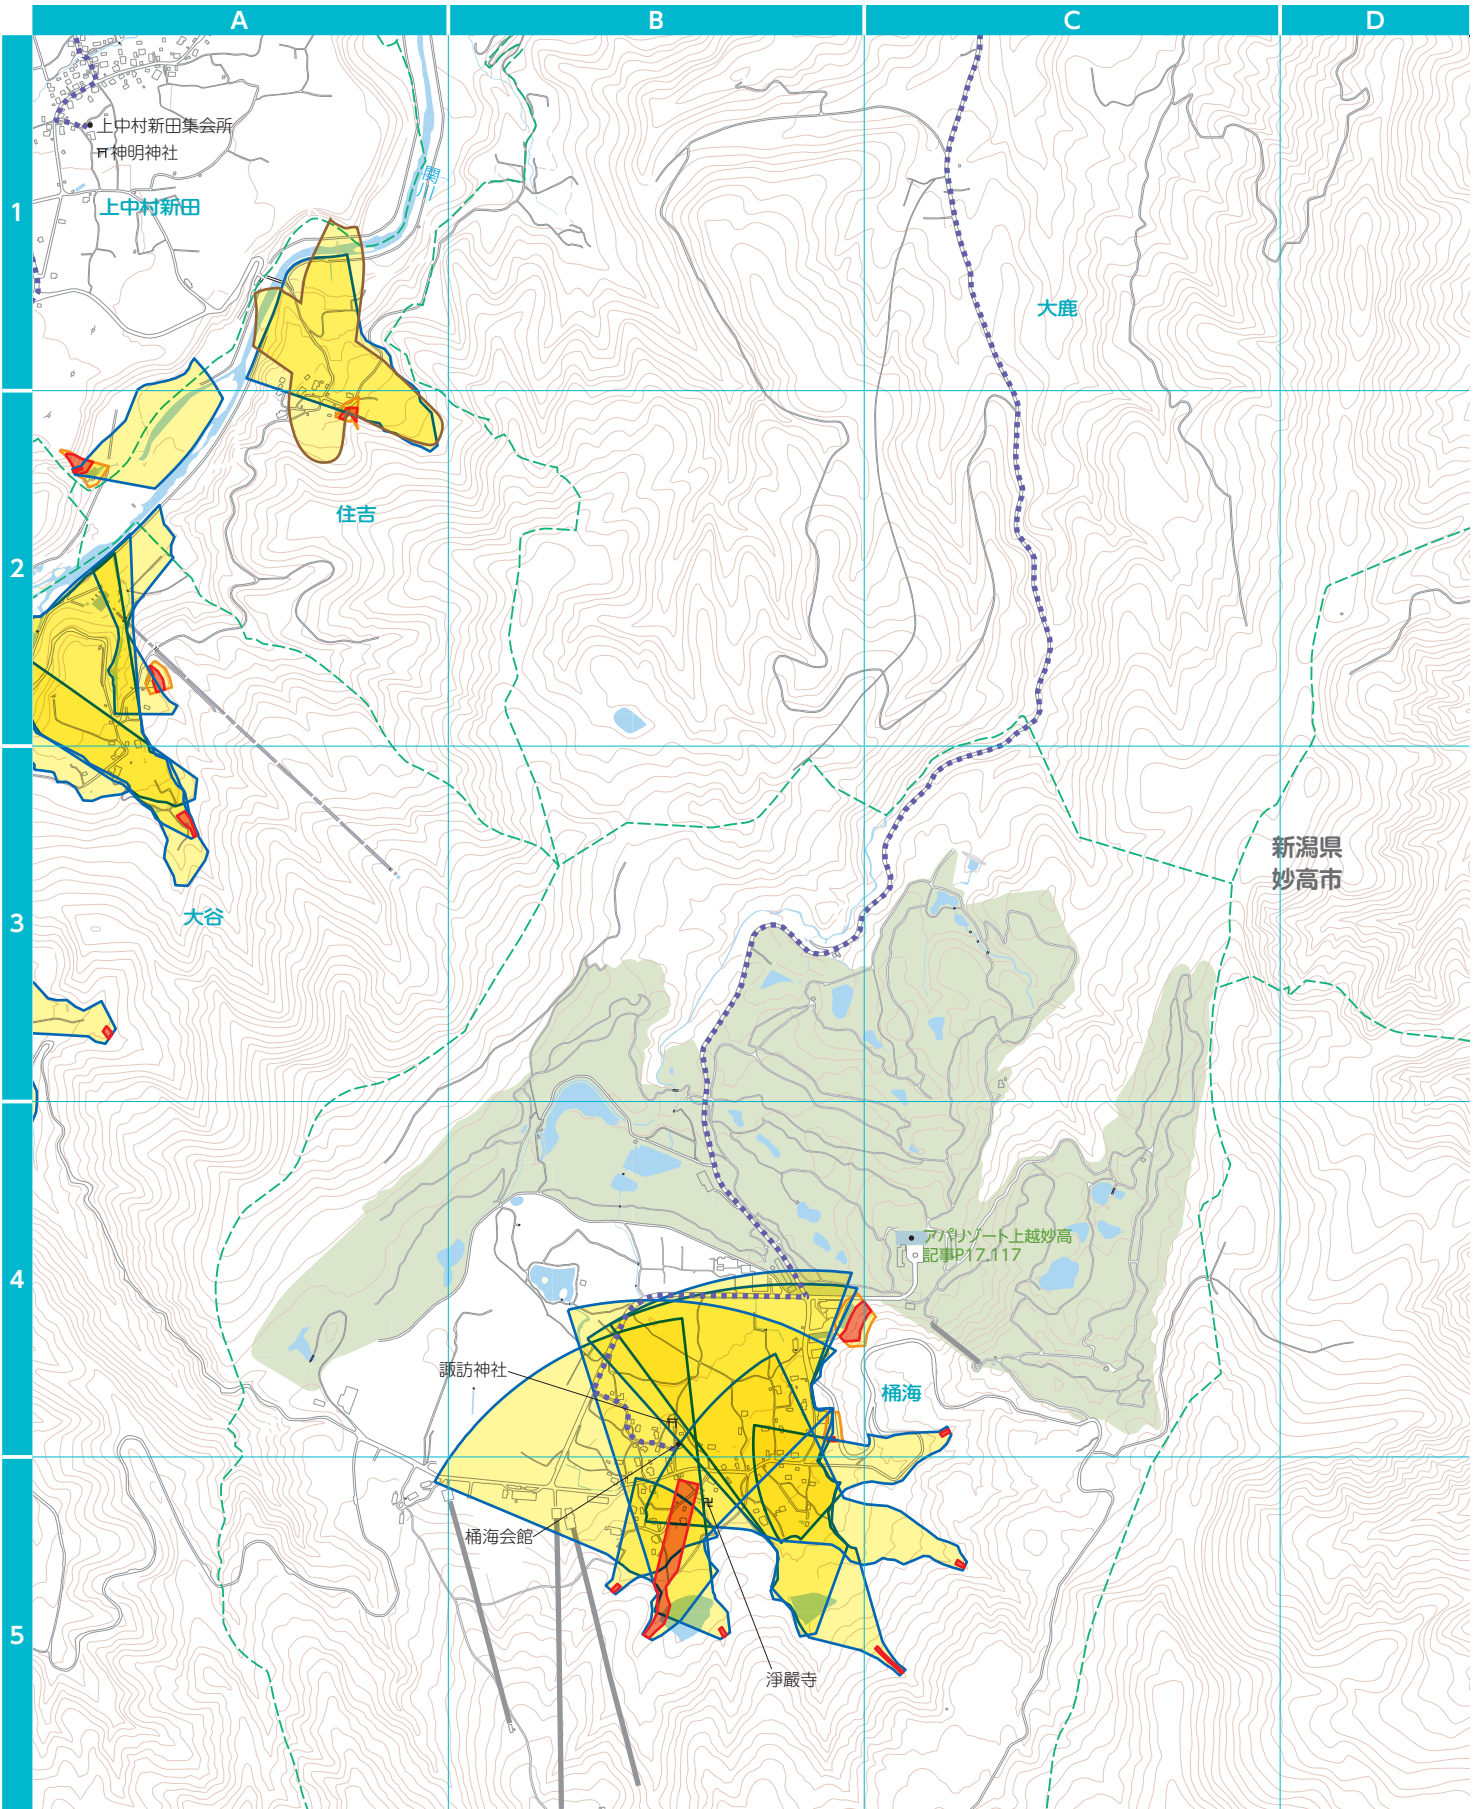 A
B
C
D
1
2
3
4
5
上中村新田集会所
神明神社
上中村新田
関川
大鹿
住吉
新潟県
妙高市
大谷
アパリゾート上越妙高
記事P17.117
諏訪神社
桶海
桶海会館
淨嚴寺